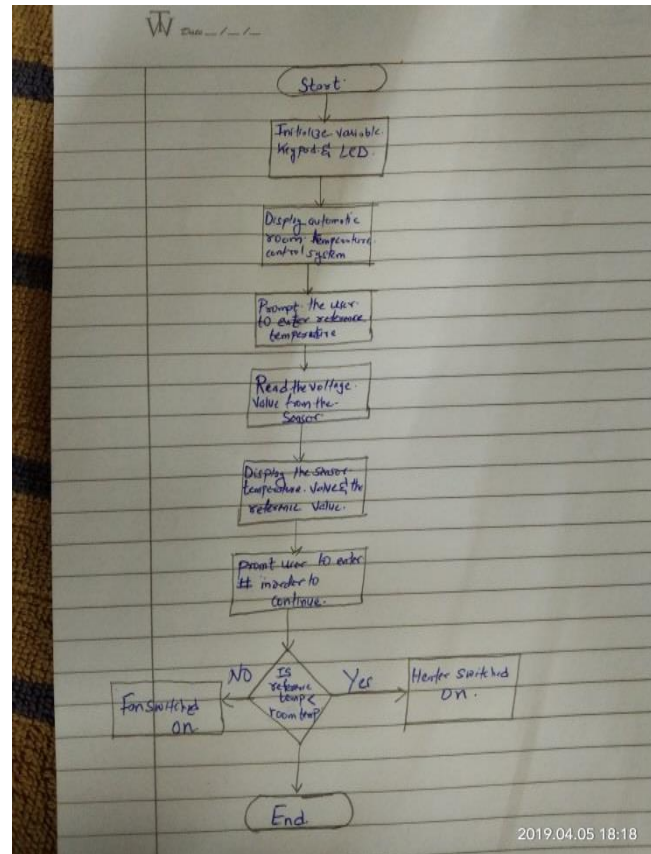 TW Date __/__/__
Start.
Initialize variable
Keypad & LCD.
Display automatic
room temperature
control system
Prompt the user
to enter reference
temperature
Read the voltage
Value from the
Sensor
Display the sensor
temperature. value & the
reference value.
promt user to enter
# inorder to
continue.
NO
Is
reference
temp <
room temp
Yes
Heater switched
on.
Fan switched
on.
End.
2019.04.05 18:18